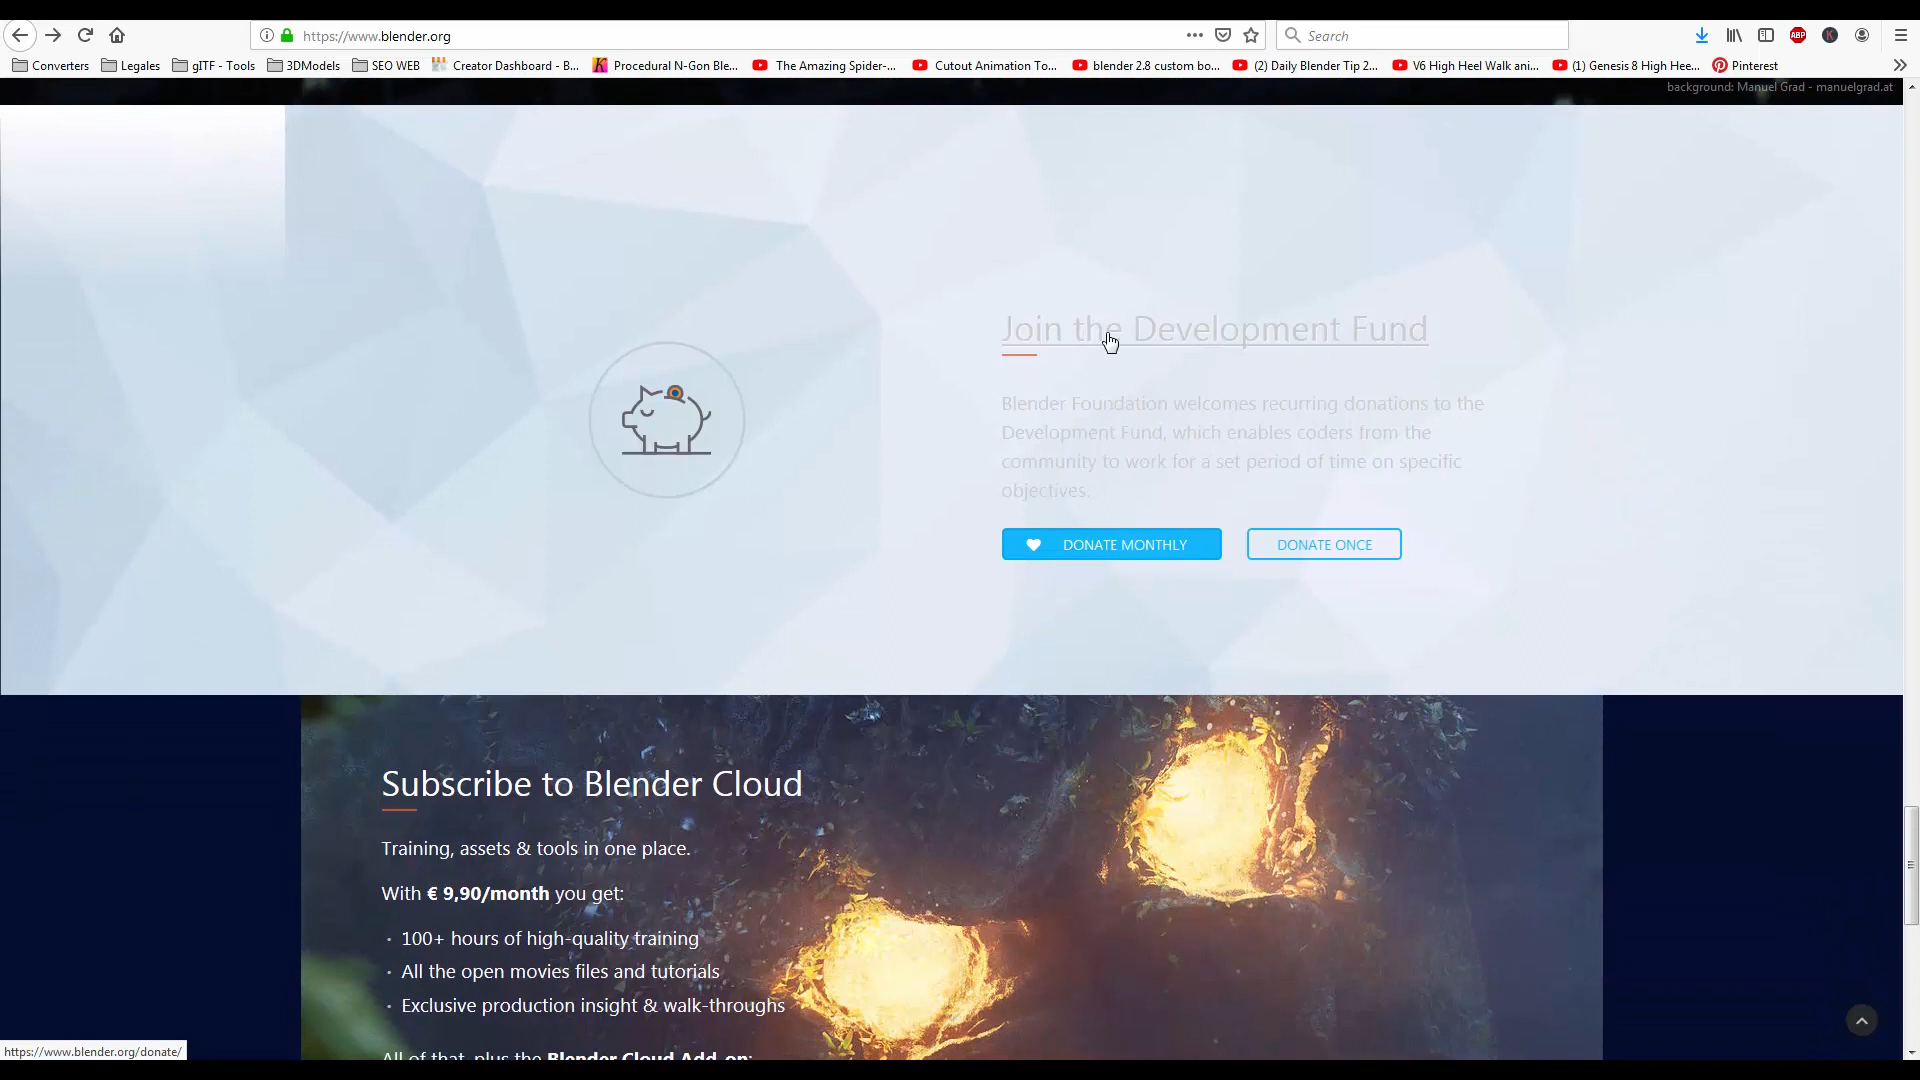 https://www.blender.org
Search
Converters
Legales
glTF - Tools
3DModels
SEO WEB
Creator Dashboard - B...
Procedural N-Gon Ble...
The Amazing Spider-...
Cutout Animation To...
blender 2.8 custom bo...
(2) Daily Blender Tip 2...
V6 High Heel Walk ani...
(1) Genesis 8 High Hee...
Pinterest
background: Manuel Grad - manuelgrad.at
Join the Development Fund
Blender Foundation welcomes recurring donations to the
Development Fund, which enables coders from the
community to work for a set period of time on specific
objectives.
DONATE MONTHLY
DONATE ONCE
Subscribe to Blender Cloud
Training, assets & tools in one place.
With € 9,90/month you get:
· 100+ hours of high-quality training
· All the open movies files and tutorials
· Exclusive production insight & walk-throughs
All of that, plus the Blender Cloud Add-on:
https://www.blender.org/donate/
ABP
K